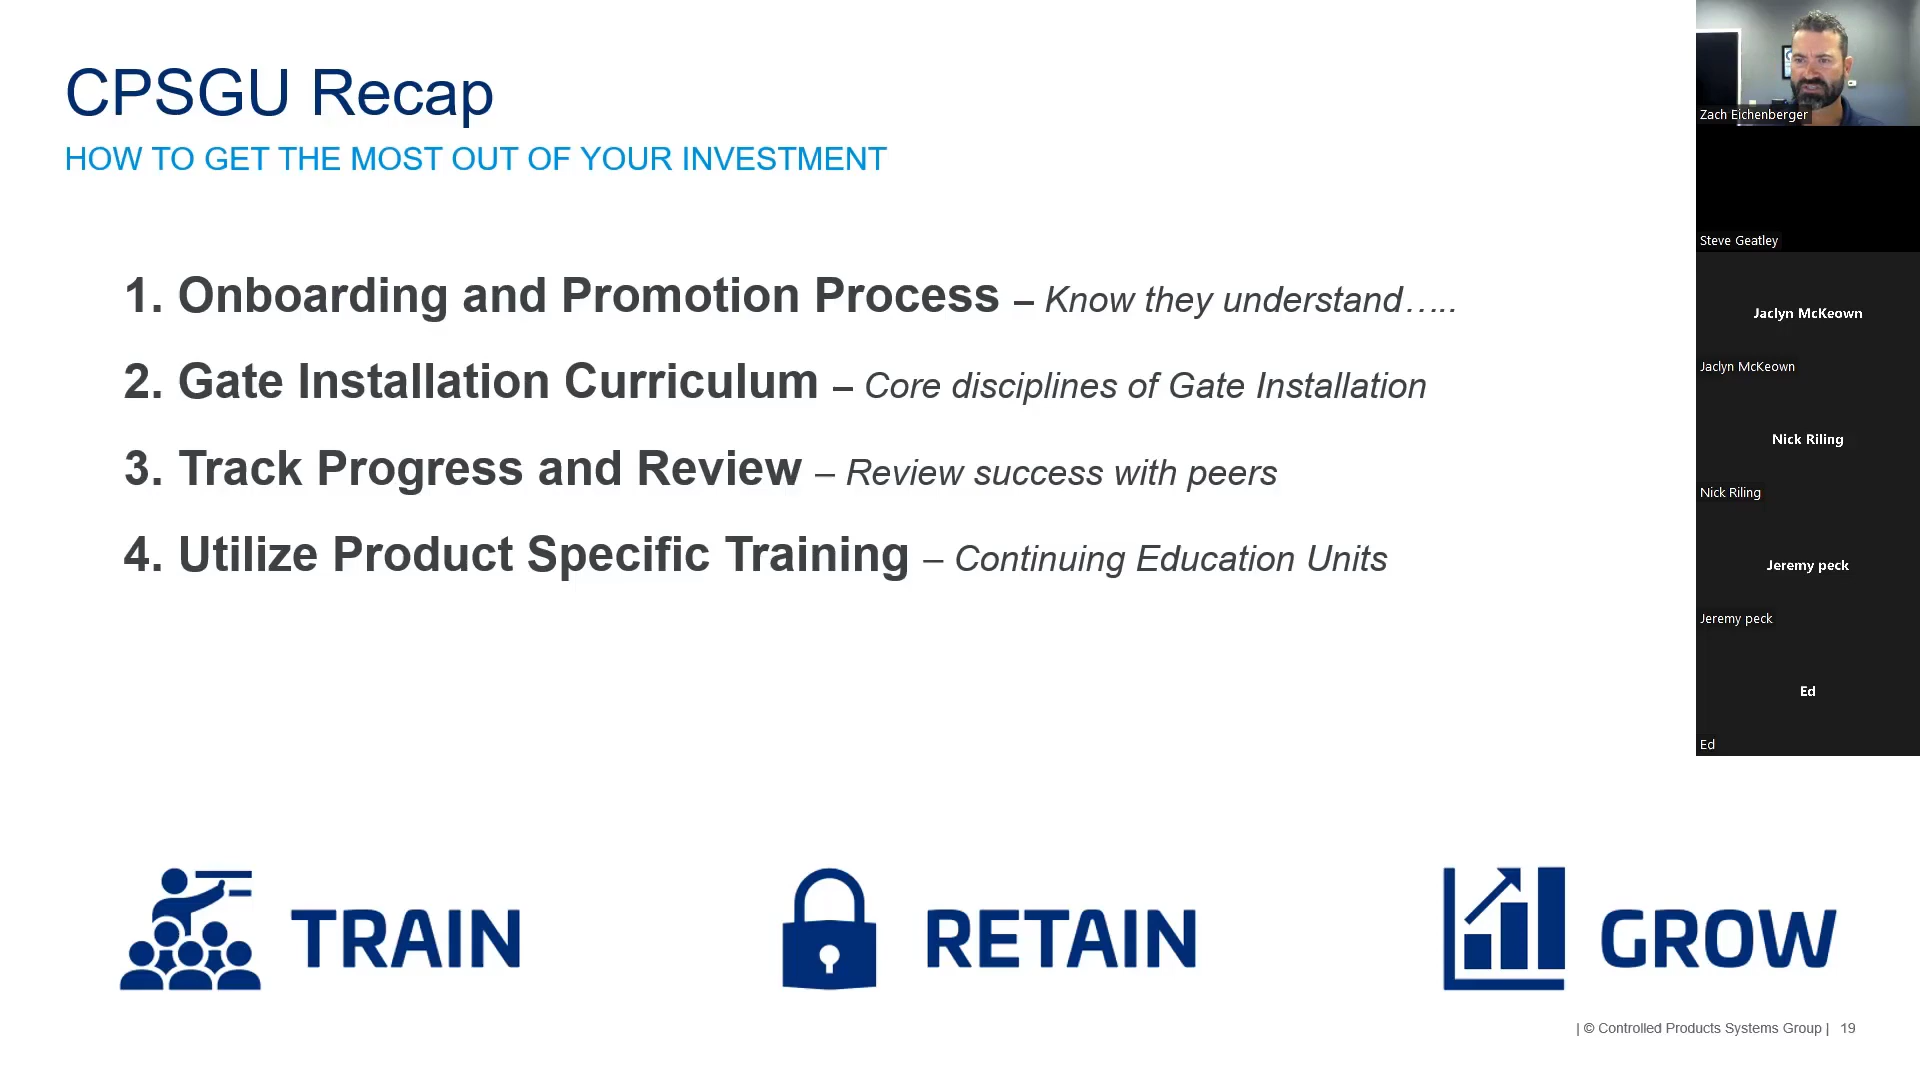 CPSGU Recap
HOW TO GET THE MOST OUT OF YOUR INVESTMENT
1. Onboarding and Promotion Process – Know they understand…..
2. Gate Installation Curriculum – Core disciplines of Gate Installation
3. Track Progress and Review – Review success with peers
4. Utilize Product Specific Training – Continuing Education Units
TRAIN
RETAIN
GROW
| © Controlled Products Systems Group | 19
Zach Eichenberger
Steve Geatley
Jaclyn McKeown
Jaclyn McKeown
Nick Riling
Nick Riling
Jeremy peck
Jeremy peck
Ed
Ed